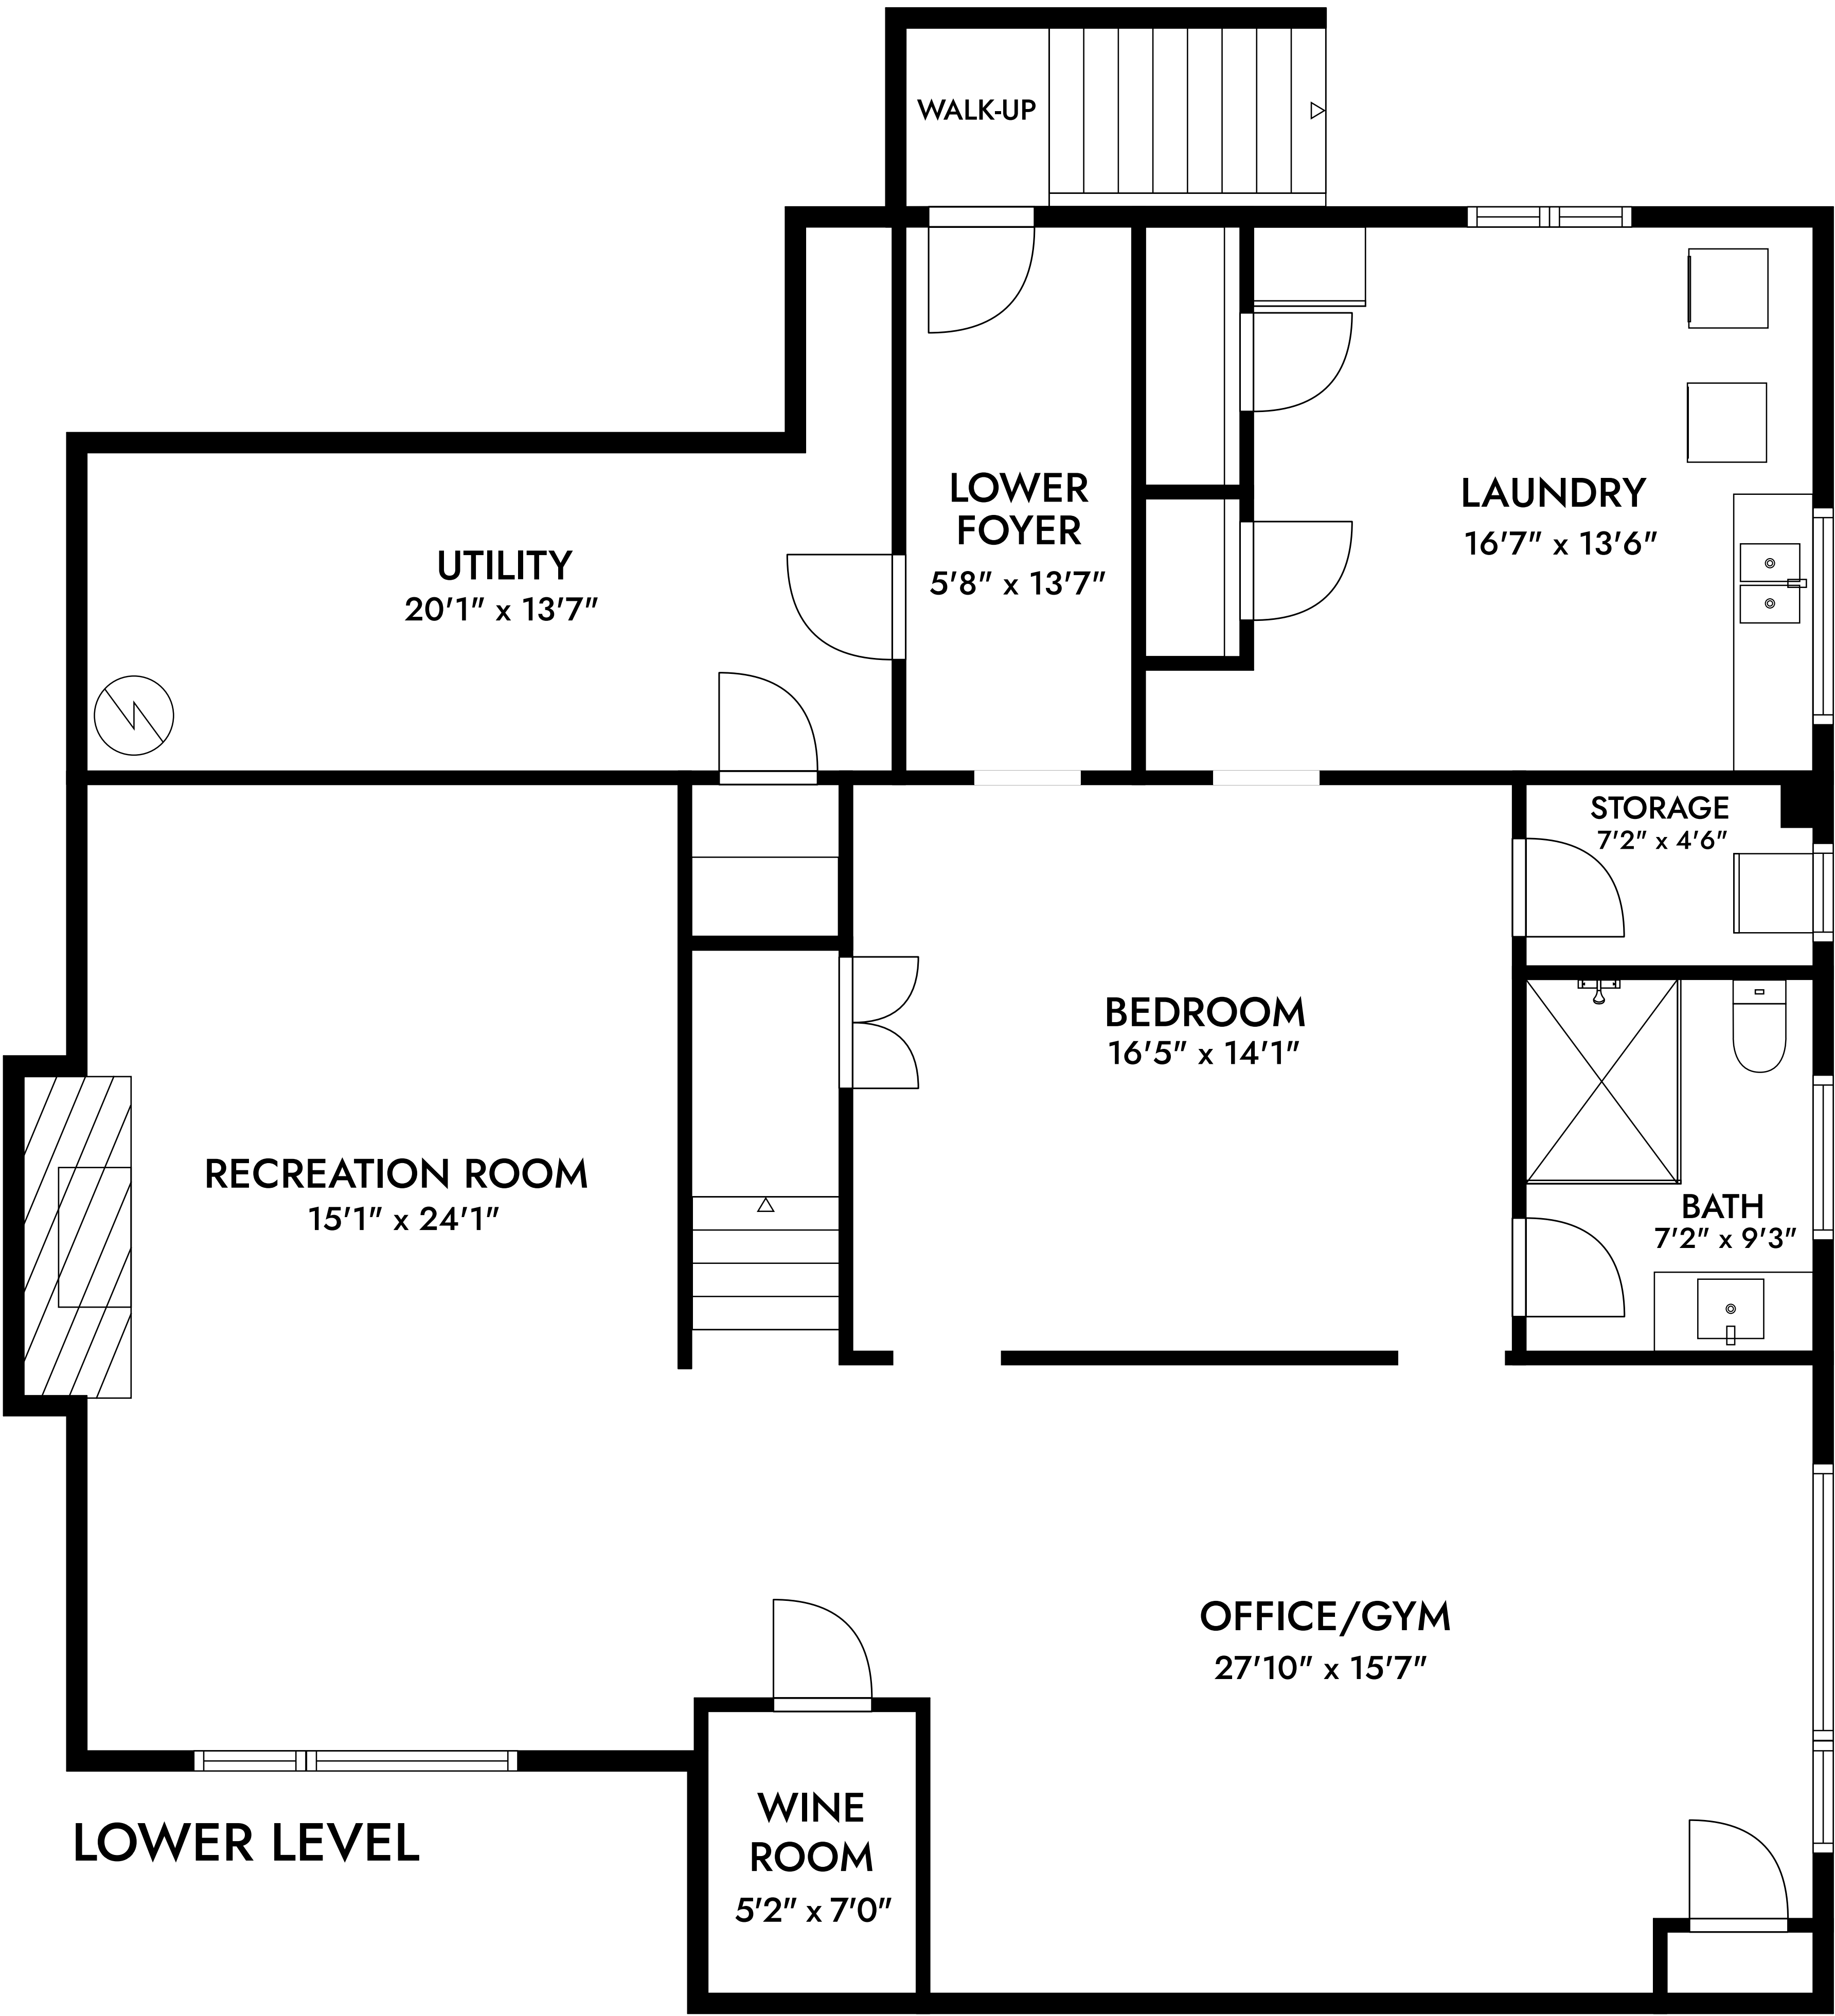 WALK-UP
LOWER
FOYER
5'8" x 13'7"
LAUNDRY
16'7" x 13'6"
UTILITY
20'1" x 13'7"
STORAGE
7'2" x 4'6"
BEDROOM
16'5" x 14'1"
RECREATION ROOM
15'1" x 24'1"
BATH
7'2" x 9'3"
OFFICE/GYM
27'10" x 15'7"
WINE
ROOM
5'2" x 7'0"
LOWER LEVEL